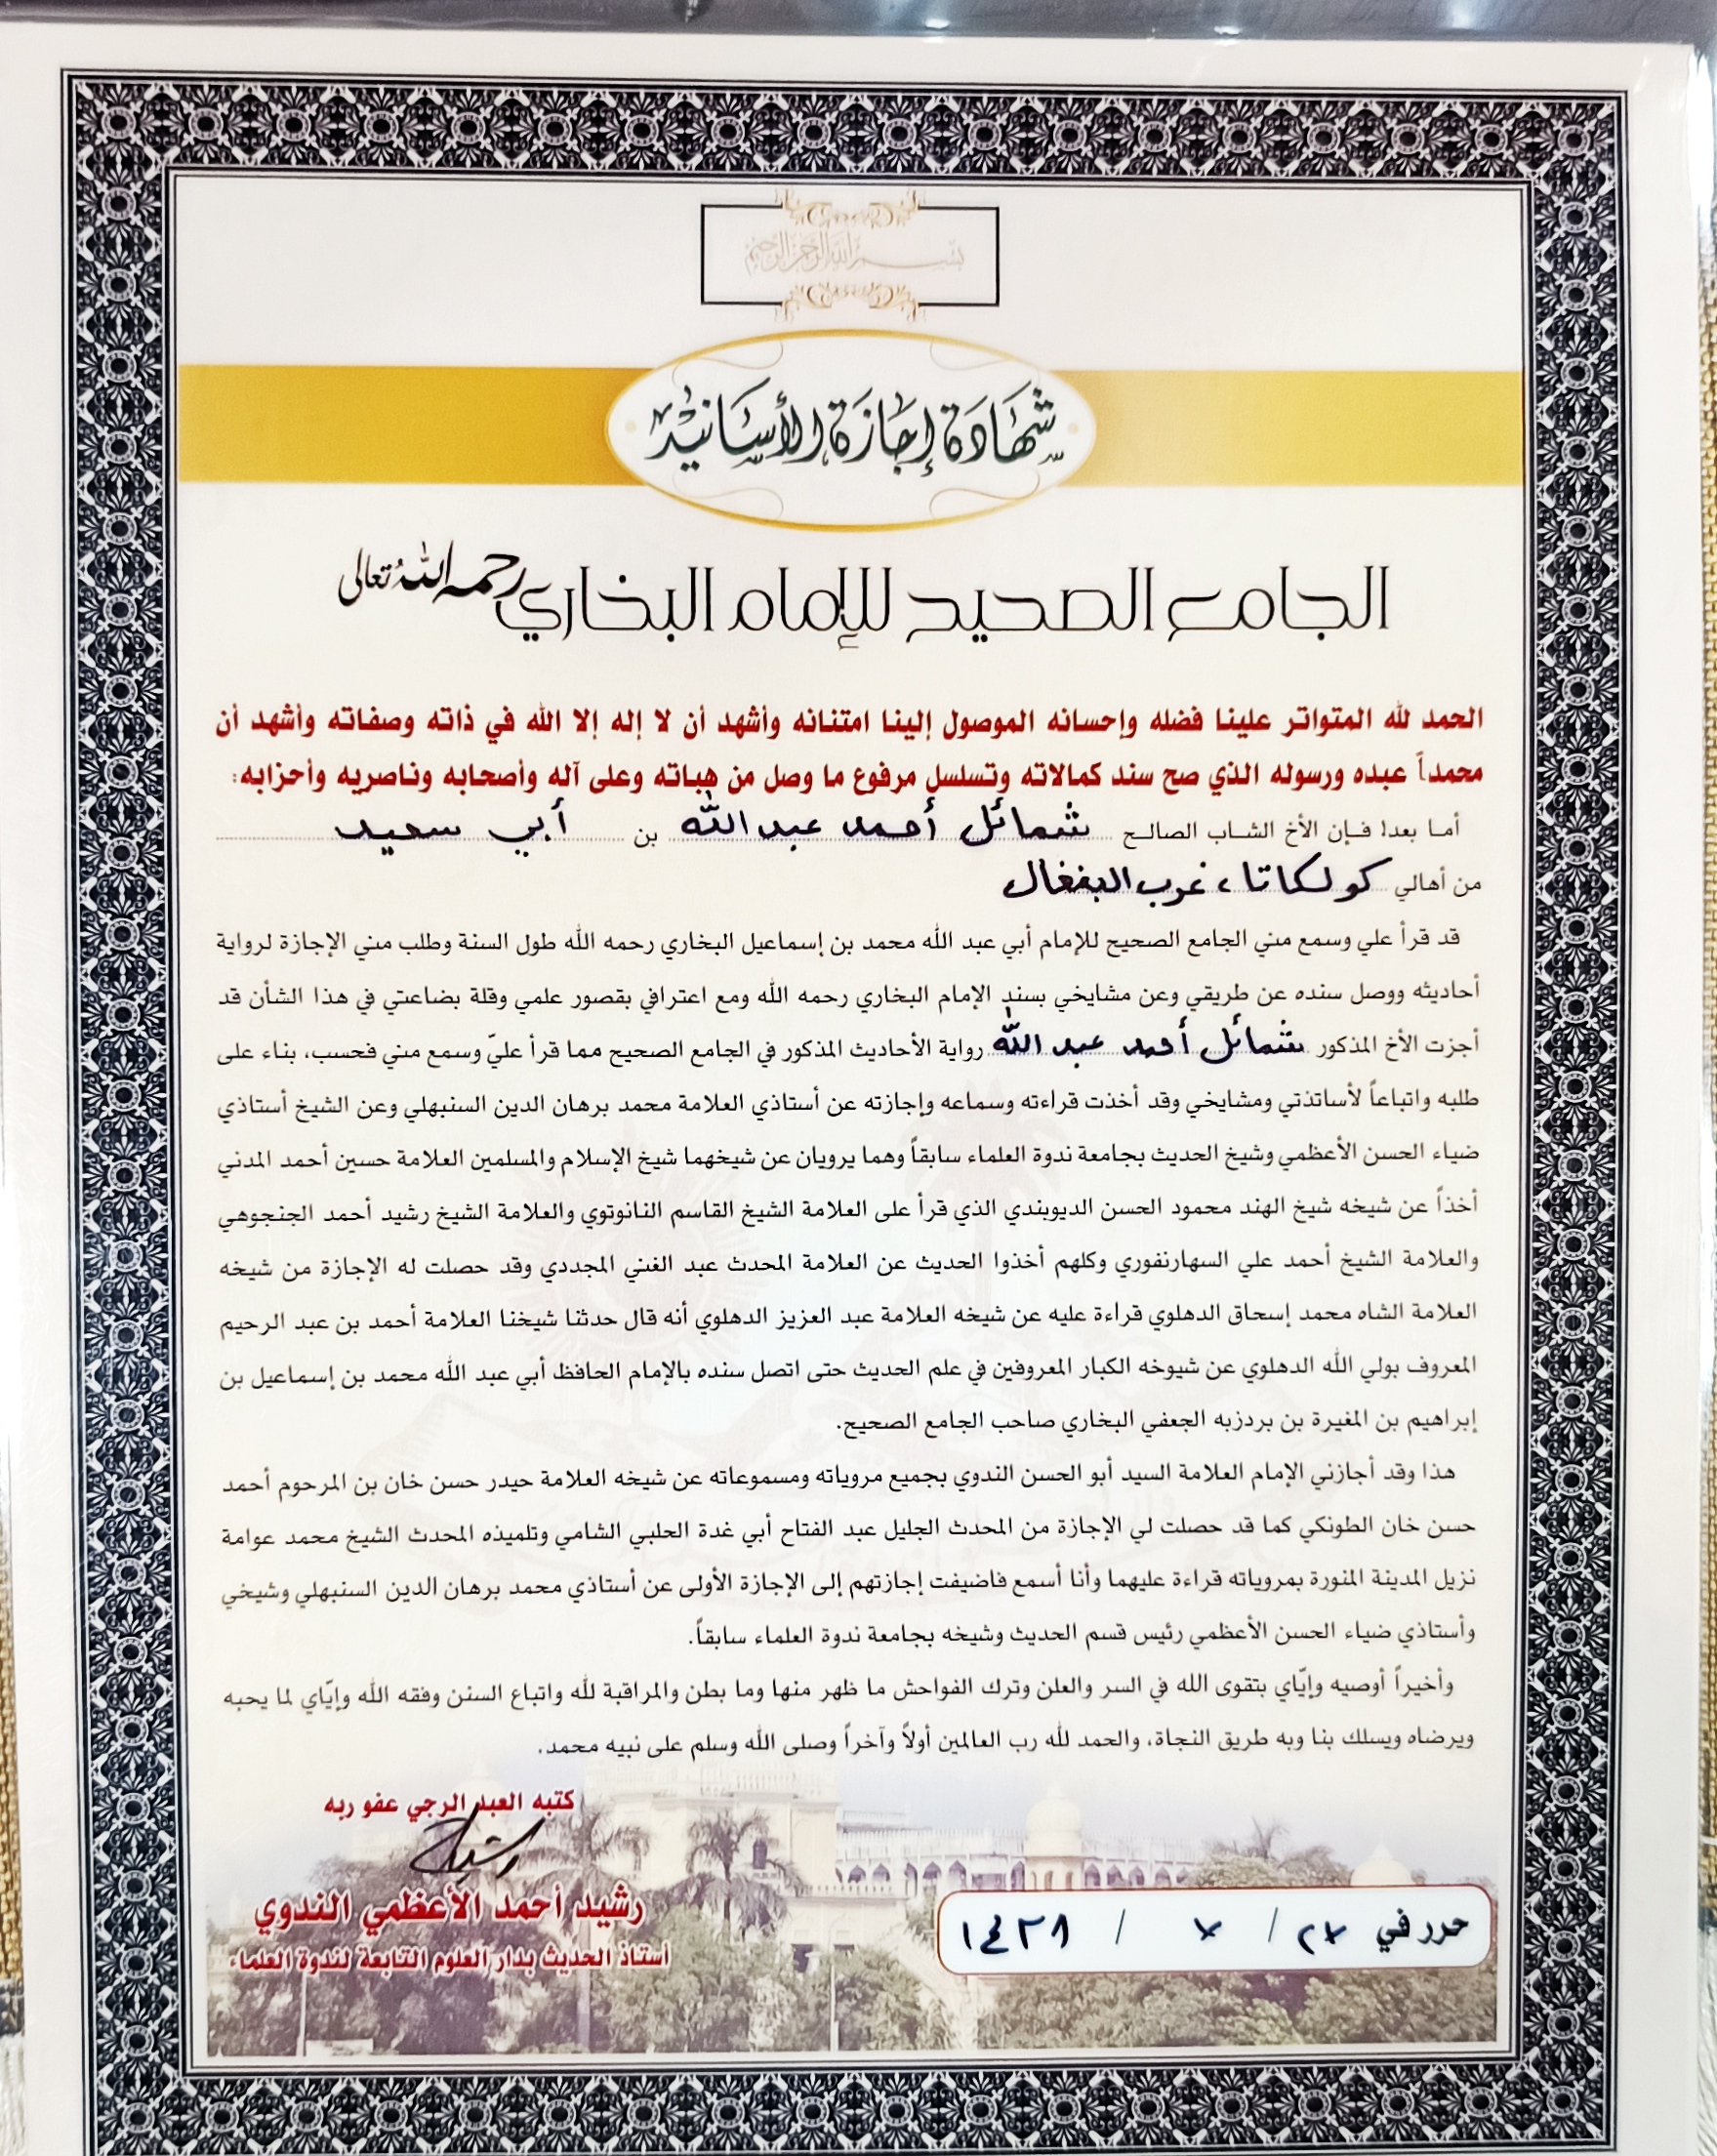 بسم الله الرحمن الرحيم
شهادة إجازة الأسانيد
الجامع الصحيح للإمام البخاري رحمه الله تعالى
الحمد لله المتواتر علينا فضله وإحسانه الموصول إلينا امتنانه وأشهد أن لا إله إلا الله في ذاته وصفاته وأشهد أن
محمداً عبده ورسوله الذي صح سند كمالاته وتسلسل مرفوع ما وصل من هباته وعلى آله وأصحابه وناصريه وأحزابه:
أما بعد! فإن الأخ الشاب الصالح شمائل أحمد عبد الله بن أبي سعيد
من أهالي كولكاتا، غرب البنغال
قد قرأ علي وسمع مني الجامع الصحيح للإمام أبي عبد الله محمد بن إسماعيل البخاري رحمه الله طول السنة وطلب مني الإجازة لرواية
أحاديثه ووصل سنده عن طريقي وعن مشايخي بسند الإمام البخاري رحمه الله ومع اعترافي بقصور علمي وقلة بضاعتي في هذا الشأن قد
أجزت الأخ المذكور شمائل أحمد عبد الله رواية الأحاديث المذكور في الجامع الصحيح مما قرأ عليّ وسمع مني فحسب، بناء على
طلبه واتباعاً لأساتذتي ومشايخي وقد أخذت قراءته وسماعه وإجازته عن أستاذي العلامة محمد برهان الدين السنبهلي وعن الشيخ أستاذي
ضياء الحسن الأعظمي وشيخ الحديث بجامعة ندوة العلماء سابقاً وهما يرويان عن شيخهما شيخ الإسلام والمسلمين العلامة حسين أحمد المدني
أخذاً عن شيخه شيخ الهند محمود الحسن الديوبندي الذي قرأ على العلامة الشيخ القاسم النانوتوي والعلامة الشيخ رشيد أحمد الجنجوهي
والعلامة الشيخ أحمد علي السهارنفوري وكلهم أخذوا الحديث عن العلامة المحدث عبد الغني المجددي وقد حصلت له الإجازة من شيخه
العلامة الشاه محمد إسحاق الدهلوي قراءة عليه عن شيخه العلامة عبد العزيز الدهلوي أنه قال حدثنا شيخنا العلامة أحمد بن عبد الرحيم
المعروف بولي الله الدهلوي عن شيوخه الكبار المعروفين في علم الحديث حتى اتصل سنده بالإمام الحافظ أبي عبد الله محمد بن إسماعيل بن
إبراهيم بن المغيرة بن بردزبه الجعفي البخاري صاحب الجامع الصحيح.
هذا وقد أجازني الإمام العلامة السيد أبو الحسن الندوي بجميع مروياته ومسموعاته عن شيخه العلامة حيدر حسن خان بن المرحوم أحمد
حسن خان الطونكي كما قد حصلت لي الإجازة من المحدث الجليل عبد الفتاح أبي غدة الحلبي الشامي وتلميذه المحدث الشيخ محمد عوامة
نزيل المدينة المنورة بمروياته قراءة عليهما وأنا أسمع فاضيفت إجازتهم إلى الإجازة الأولى عن أستاذي محمد برهان الدين السنبهلي وشيخي
وأستاذي ضياء الحسن الأعظمي رئيس قسم الحديث وشيخه بجامعة ندوة العلماء سابقاً.
وأخيراً أوصيه وإيّاي بتقوى الله في السر والعلن وترك الفواحش ما ظهر منها وما بطن والمراقبة لله واتباع السنن وفقه الله وإيّاي لما يحبه
ويرضاه ويسلك بنا وبه طريق النجاة، والحمد لله رب العالمين أولاً وآخراً وصلى الله وسلم على نبيه محمد.
كتبه العبد الرجي عفو ربه
رشيد
رشيد أحمد الأعظمي الندوي
أستاذ الحديث بدار العلوم التابعة لندوة العلماء
حرر في / /